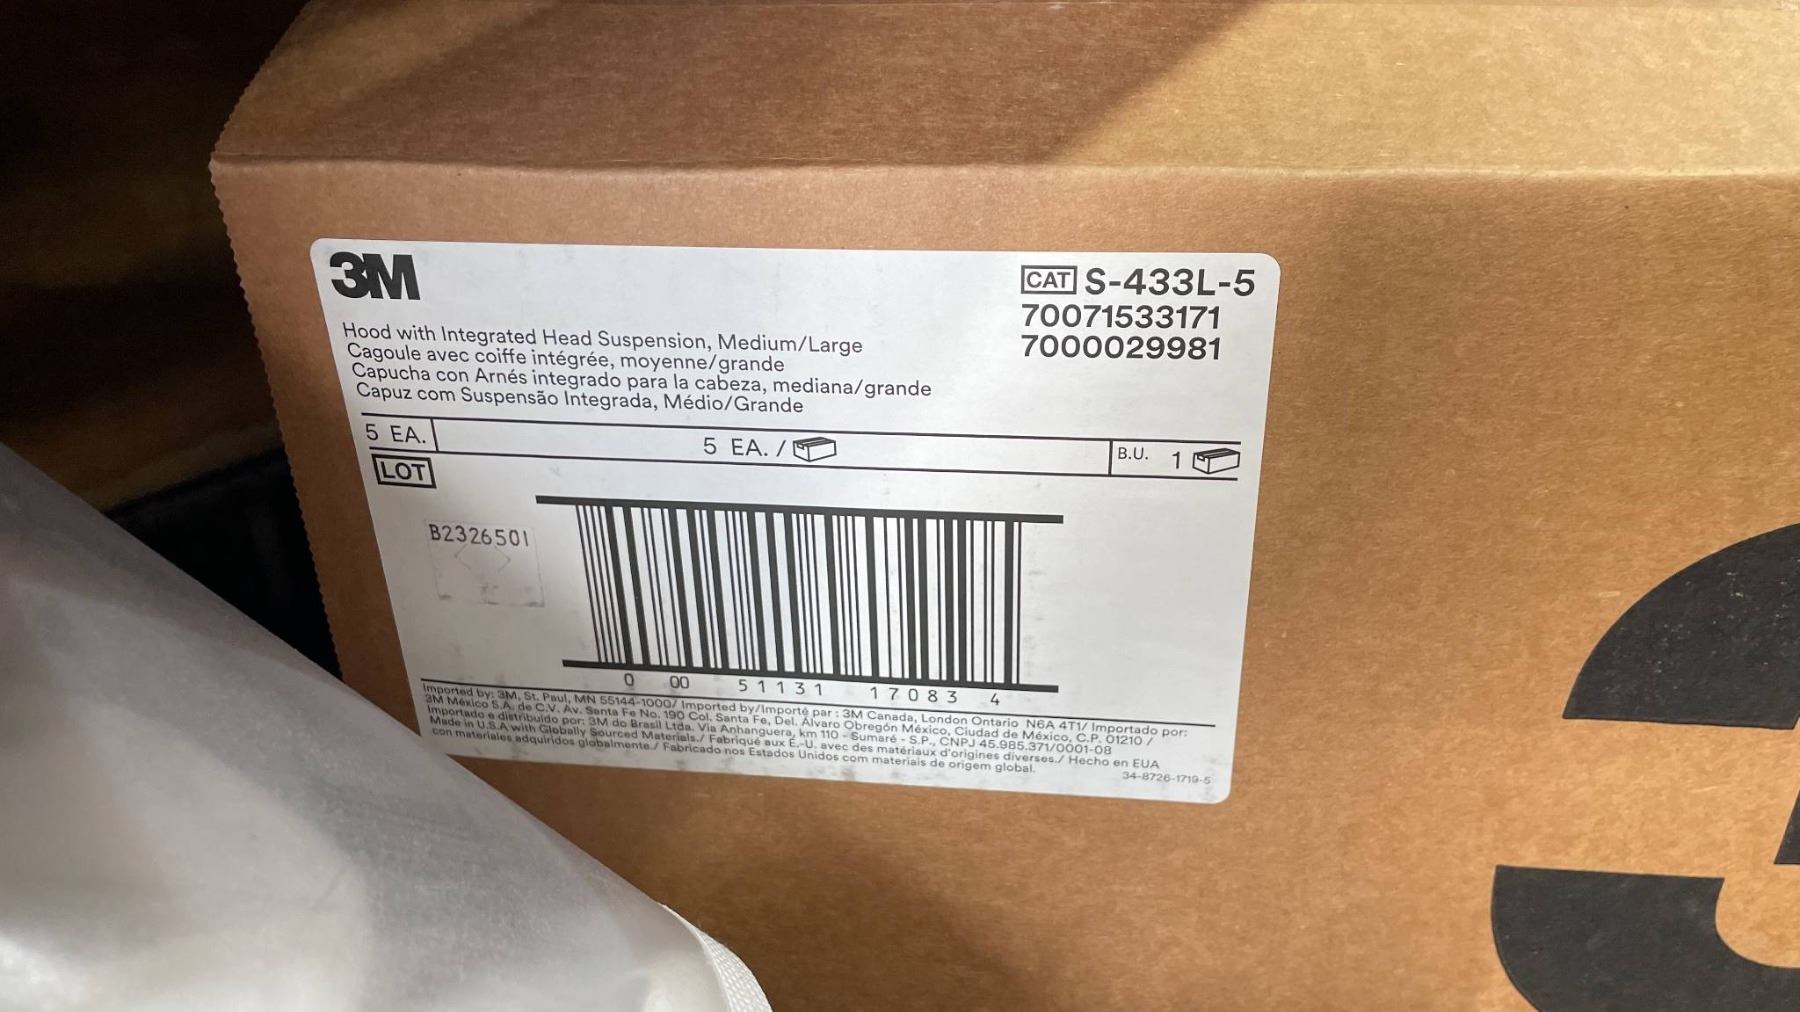 3M
CAT S-433L-5
70071533171
7000029981
Hood with Integrated Head Suspension, Medium/Large
Cagoule avec coiffe intégrée, moyenne/grande
Capucha con Arnés integrado para la cabeza, mediana/grande
Capuz com Suspensão Integrada, Médio/Grande
5 EA.
5 EA. /
B.U. 1
LOT
B2326501
0 00 51131 17083 4
Imported by: 3M, St. Paul, MN 55144-1000/ Imported by/Importé par : 3M Canada, London Ontario N6A 4T1/ Importado por:
3M México S.A. de C.V. Av. Santa Fe No. 190 Col. Santa Fe, Del. Álvaro Obregón México, Ciudad de México, C.P. 01210 /
Importado e distribuído por: 3M do Brasil Ltda. Via Anhanguera, km 110 - Sumaré - S.P., CNPJ 45.985.371/0001-08
Made in U.S.A with Globally Sourced Materials./ Fabriqué aux É.-U. avec des matériaux d'origines diverses./ Hecho en EUA
con materiales adquiridos globalmente./ Fabricado nos Estados Unidos com materiais de origem global.
34-8726-1719-5